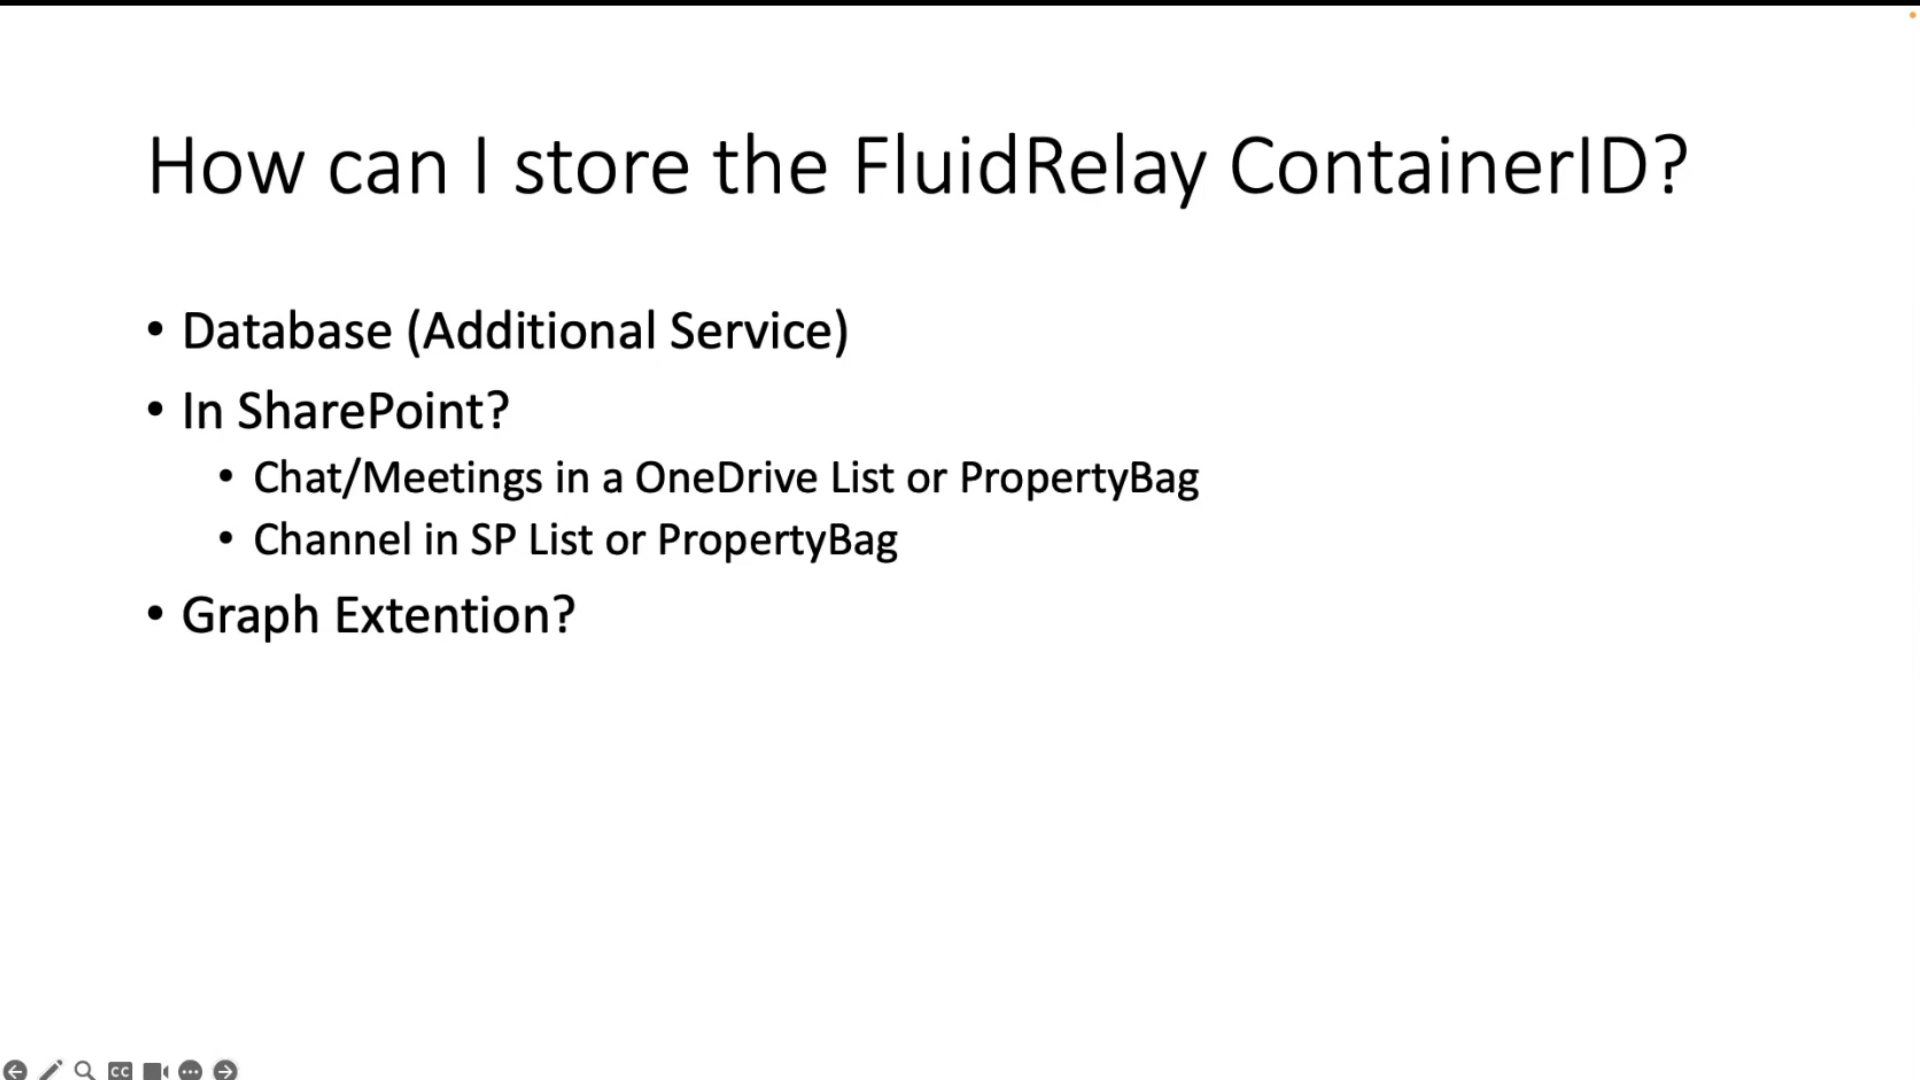 How can I store the FluidRelay ContainerID?
• Database (Additional Service)
• In SharePoint?
• Chat/Meetings in a OneDrive List or PropertyBag
• Channel in SP List or PropertyBag
• Graph Extention?
CC